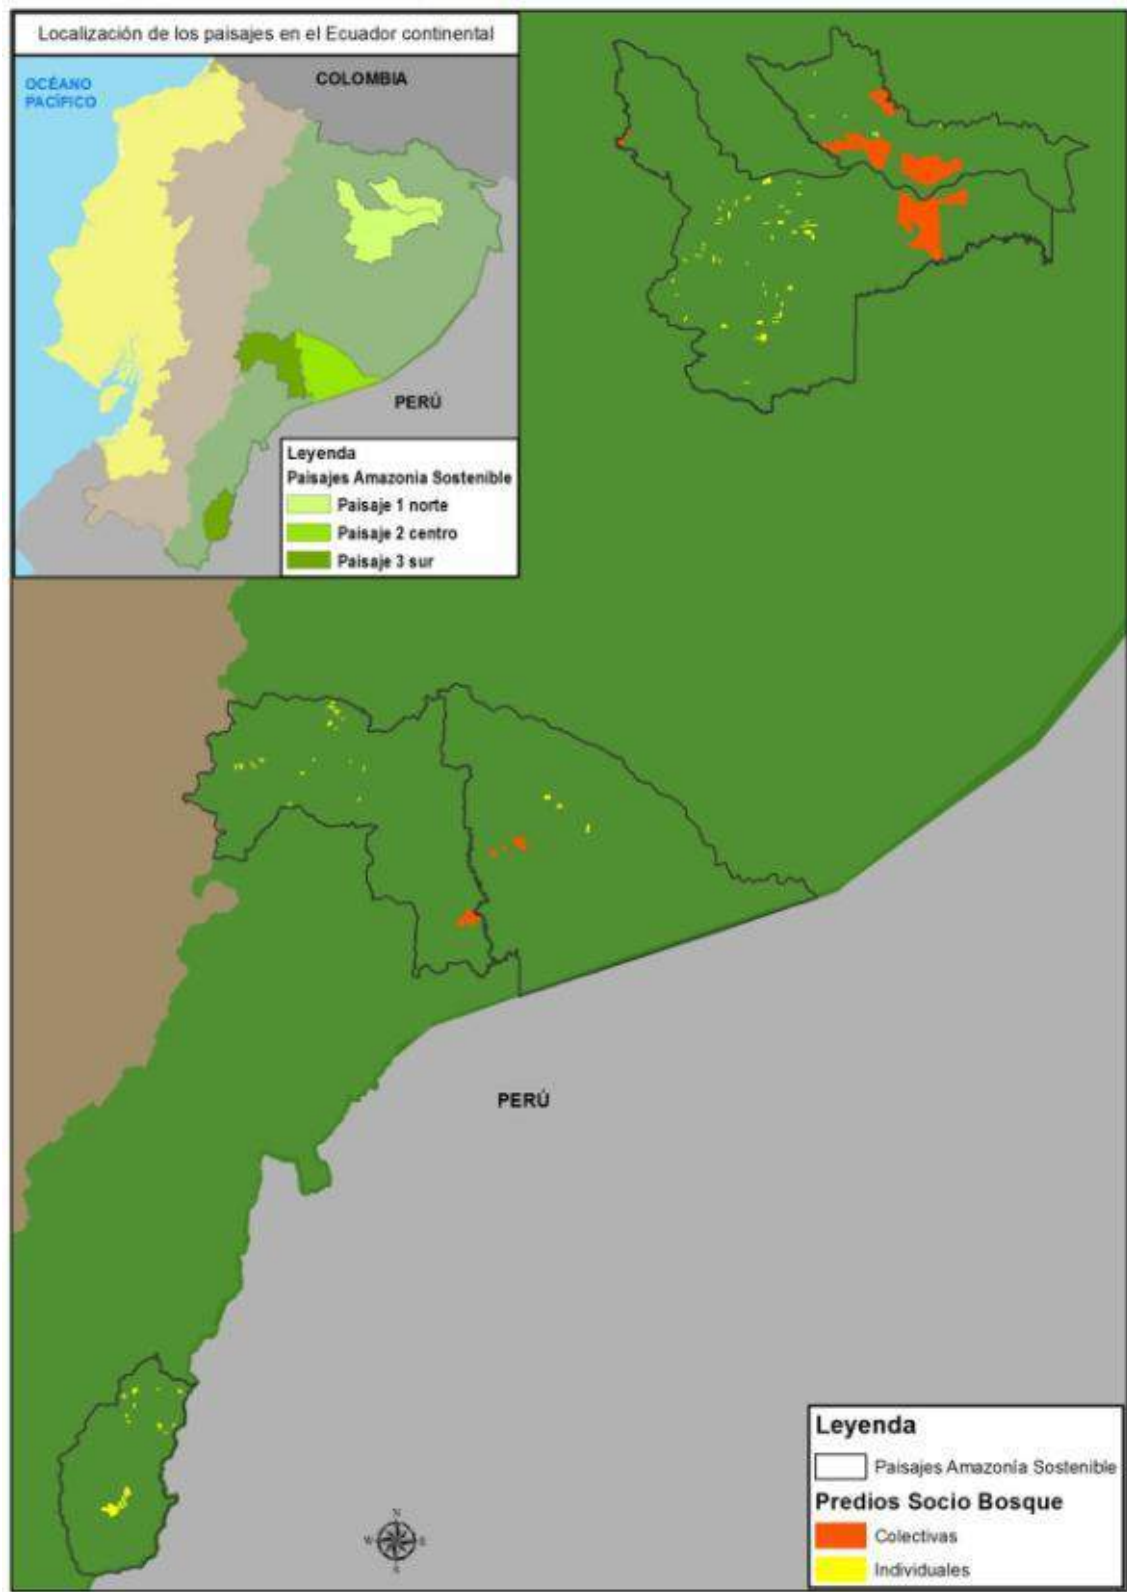 Localización de los paisajes en el Ecuador continental
OCÉANO
PACÍFICO
COLOMBIA
PERÚ
Leyenda
Paisajes Amazonia Sostenible
Paisaje 1 norte
Paisaje 2 centro
Paisaje 3 sur
PERÚ
N
W
E
S
Leyenda
Paisajes Amazonía Sostenible
Predios Socio Bosque
Colectivas
Individuales